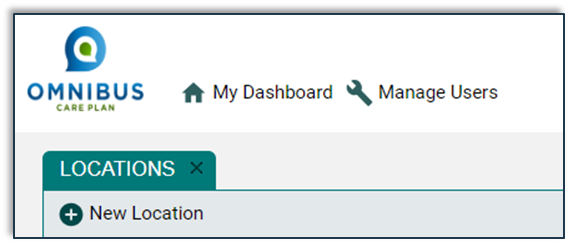 OMNIBUS
CARE PLAN
My Dashboard Manage Users
LOCATIONS
New Location